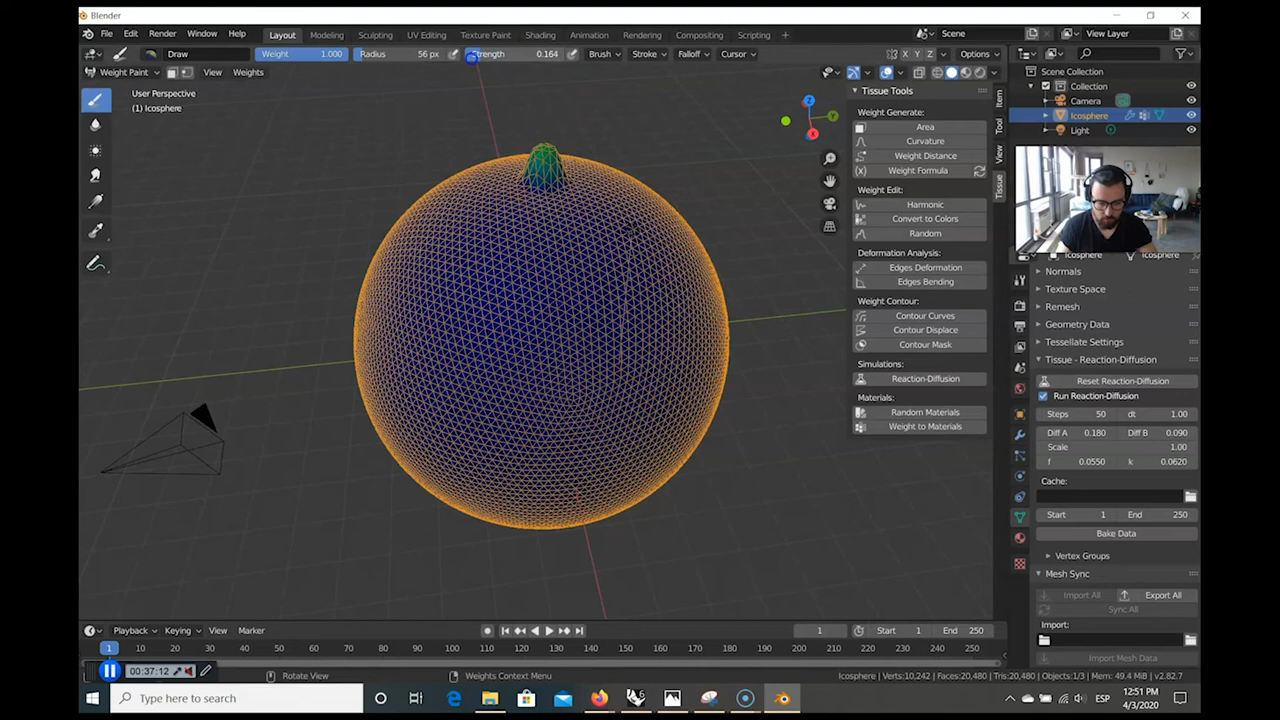 Blender
File Edit Render Window Help Layout Modeling Sculpting UV Editing Texture Paint Shading Animation Rendering Compositing Scripting Scene View Layer
Draw Weight 1.000 Radius 56 px Strength 0.164 Brush Stroke Falloff Cursor X Y Z Options
Weight Paint View Weights
User Perspective
(1) Icosphere
Z
Y
X
Tissue Tools
Weight Generate:
Area
Curvature
Weight Distance
(x) Weight Formula
Weight Edit:
Harmonic
Convert to Colors
Random
Deformation Analysis:
Edges Deformation
Edges Bending
Weight Contour:
Contour Curves
Contour Displace
Contour Mask
Simulations:
Reaction-Diffusion
Materials:
Random Materials
Weight to Materials
Item
Tool
View
Tissue
Scene Collection
Collection
Camera
Icosphere
Light
Icosphere Icosphere
Normals
Texture Space
Remesh
Geometry Data
Tessellate Settings
Tissue - Reaction-Diffusion
Reset Reaction-Diffusion
Run Reaction-Diffusion
Steps 50 dt 1.00
Diff A 0.180 Diff B 0.090
Scale 1.00
f 0.0550 k 0.0620
Cache:
Start 1 End 250
Bake Data
Vertex Groups
Mesh Sync
Import All Export All
Sync All
Import:
Import Mesh Data
Playback Keying View Marker 1 Start 1 End 250
1 10 20 30 40 50 60 70 80 90 100 110 120 130 140 150 160 170 180 190 200 210 220 230 240 250
00:37:12 Rotate View Weights Context Menu Icosphere | Verts:10,242 | Faces:20,480 | Tris:20,480 | Objects:1/3 | Mem: 49.4 MiB | v2.82.7
Type here to search ESP 12:51 PM
4/3/2020